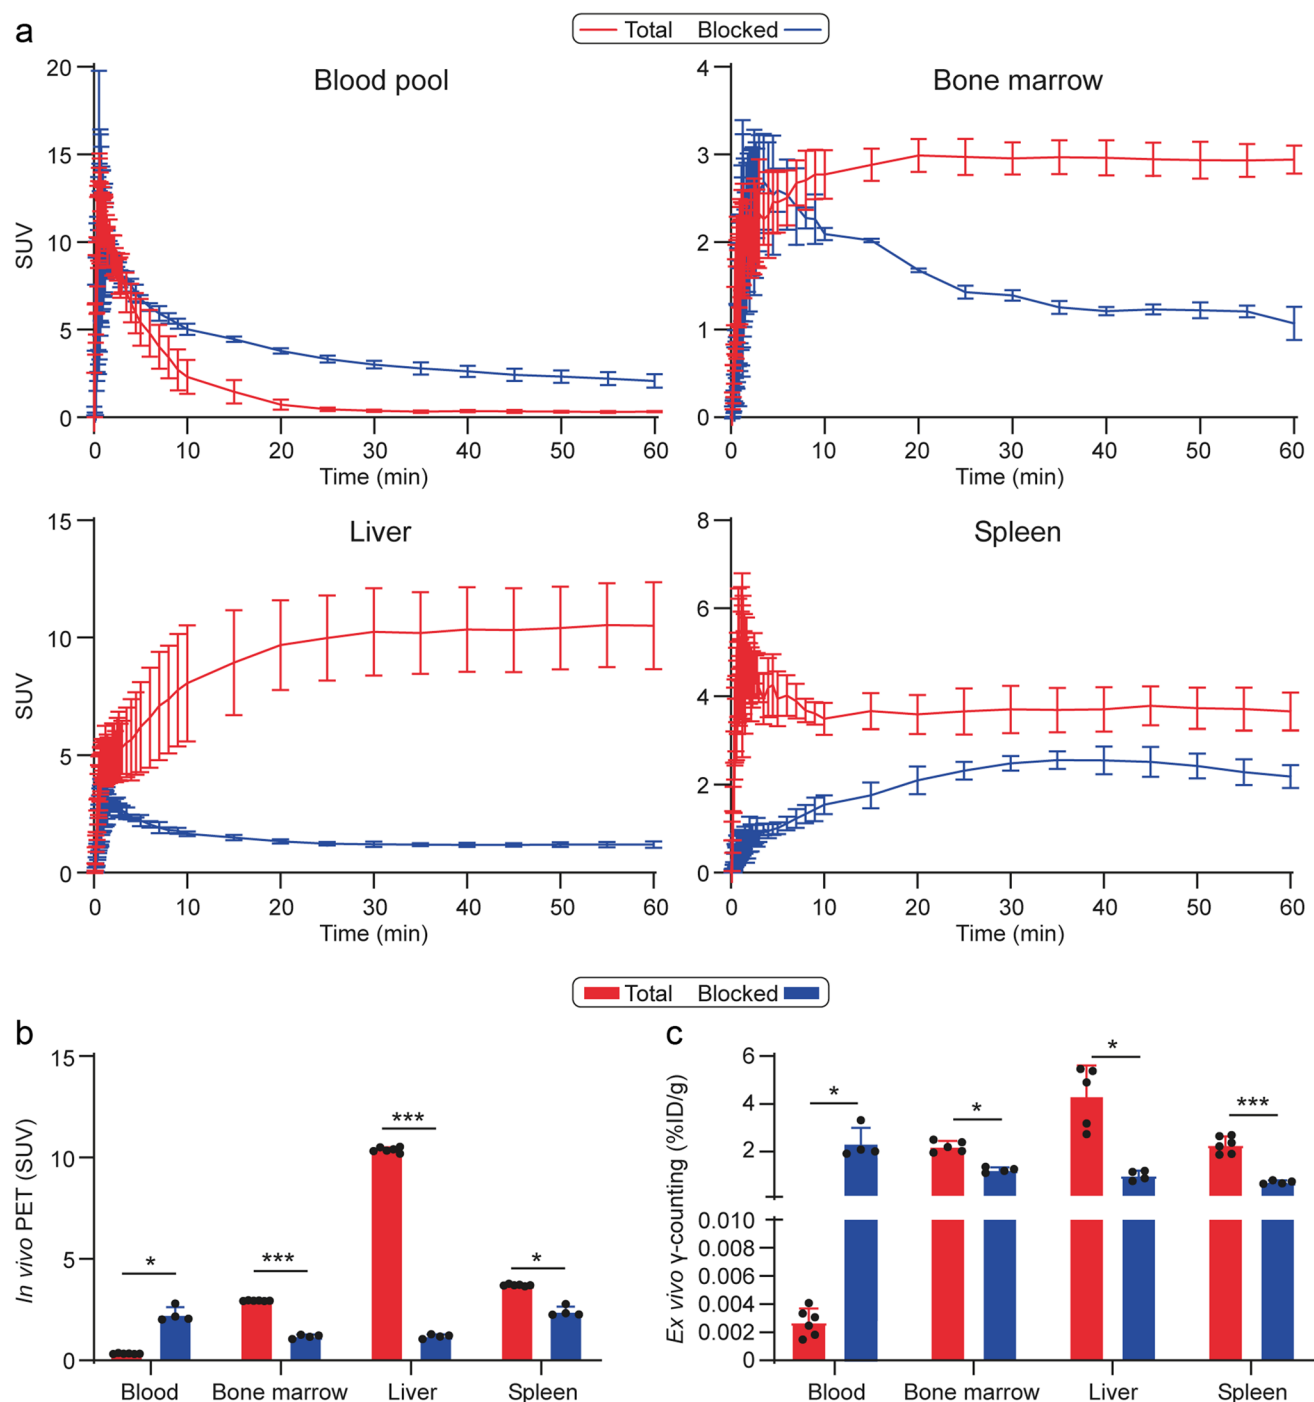 a
Total Blocked
Blood pool
SUV
20
15
10
5
0
0 10 20 30 40 50 60
Time (min)
Bone marrow
4
3
2
1
0
0 10 20 30 40 50 60
Time (min)
Liver
SUV
15
10
5
0
0 10 20 30 40 50 60
Time (min)
Spleen
8
6
4
2
0
0 10 20 30 40 50 60
Time (min)
Total Blocked
b
In vivo PET (SUV)
15
10
5
0
*
***
***
*
Blood Bone marrow Liver Spleen
c
Ex vivo γ-counting (%ID/g)
6
4
2
0.010
0.008
0.006
0.004
0.002
0
*
*
*
***
Blood Bone marrow Liver Spleen